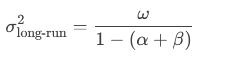 σ²long-run = ω / (1 − (α + β))